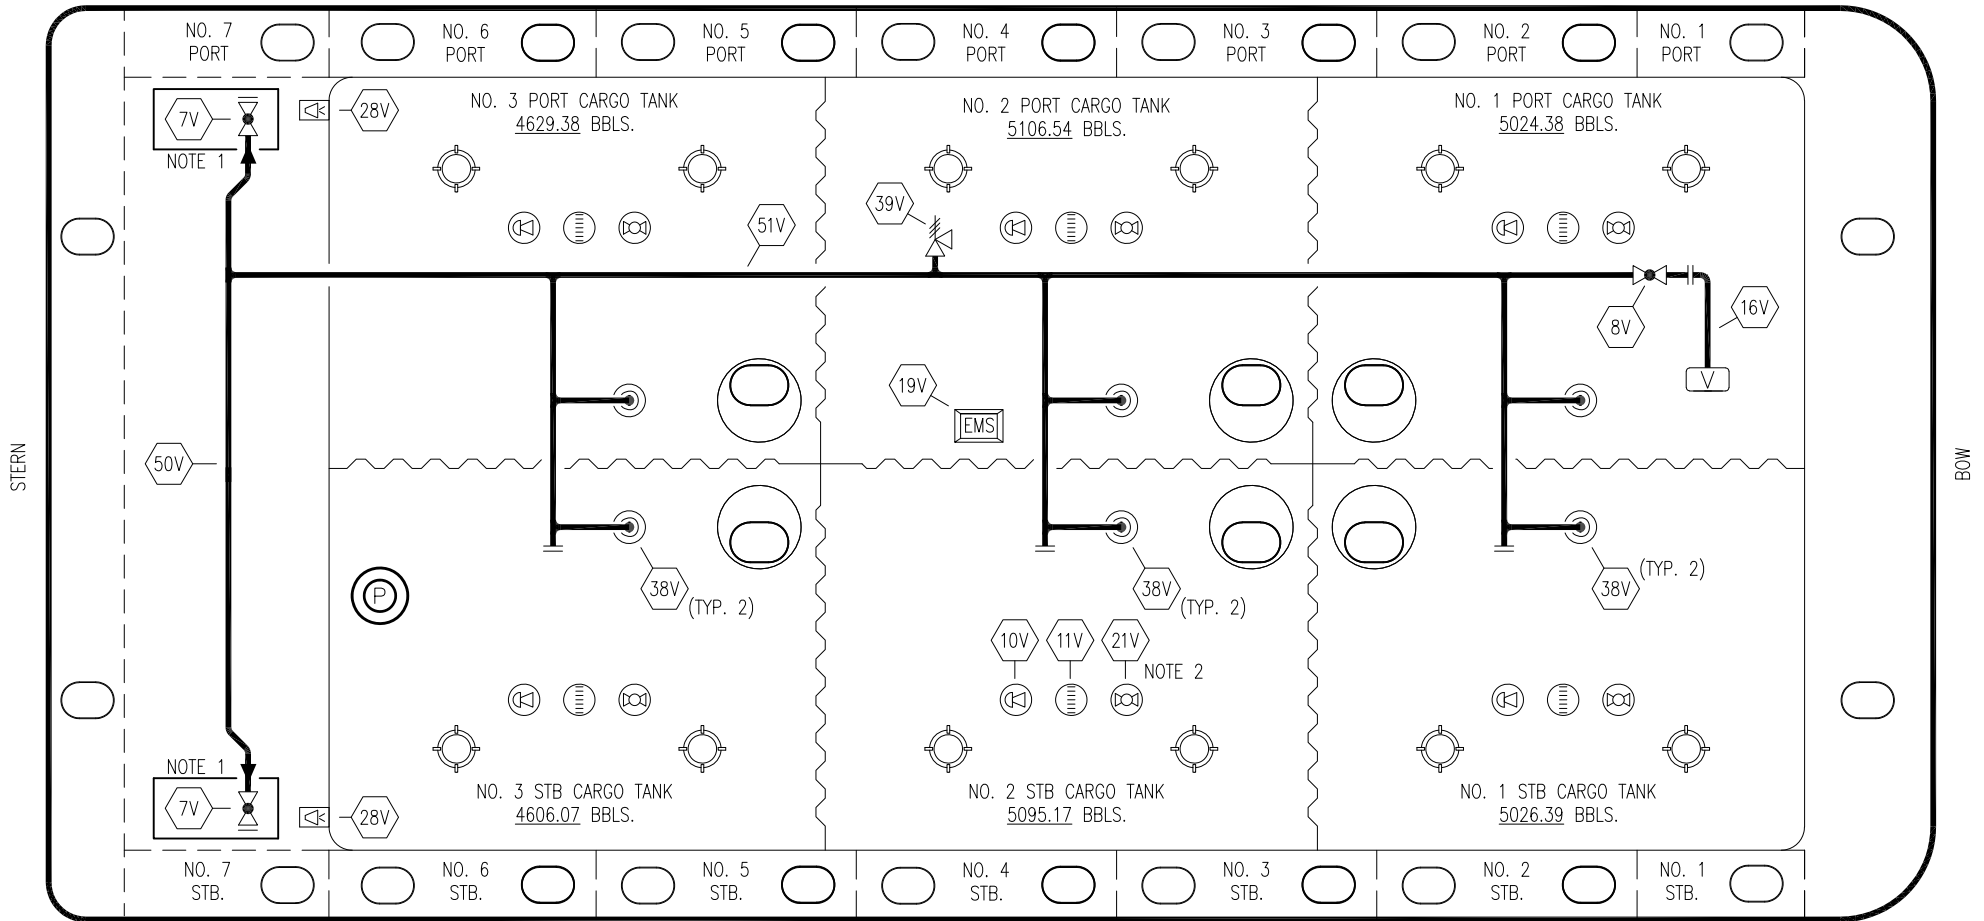 NO. 7
PORT
NO. 6
PORT
NO. 5
PORT
NO. 4
PORT
NO. 3
PORT
NO. 2
PORT
NO. 1
PORT
7V
NOTE 1
28V
NO. 3 PORT CARGO TANK
4629.38 BBLS.
NO. 2 PORT CARGO TANK
5106.54 BBLS.
NO. 1 PORT CARGO TANK
5024.38 BBLS.
39V
51V
8V
16V
V
19V
EMS
STERN
50V
BOW
38V
(TYP. 2)
38V
(TYP. 2)
38V
(TYP. 2)
P
10V
11V
21V
NOTE 2
NOTE 1
7V
28V
NO. 3 STB CARGO TANK
4606.07 BBLS.
NO. 2 STB CARGO TANK
5095.17 BBLS.
NO. 1 STB CARGO TANK
5026.39 BBLS.
NO. 7
STB.
NO. 6
STB.
NO. 5
STB.
NO. 4
STB.
NO. 3
STB.
NO. 2
STB.
NO. 1
STB.